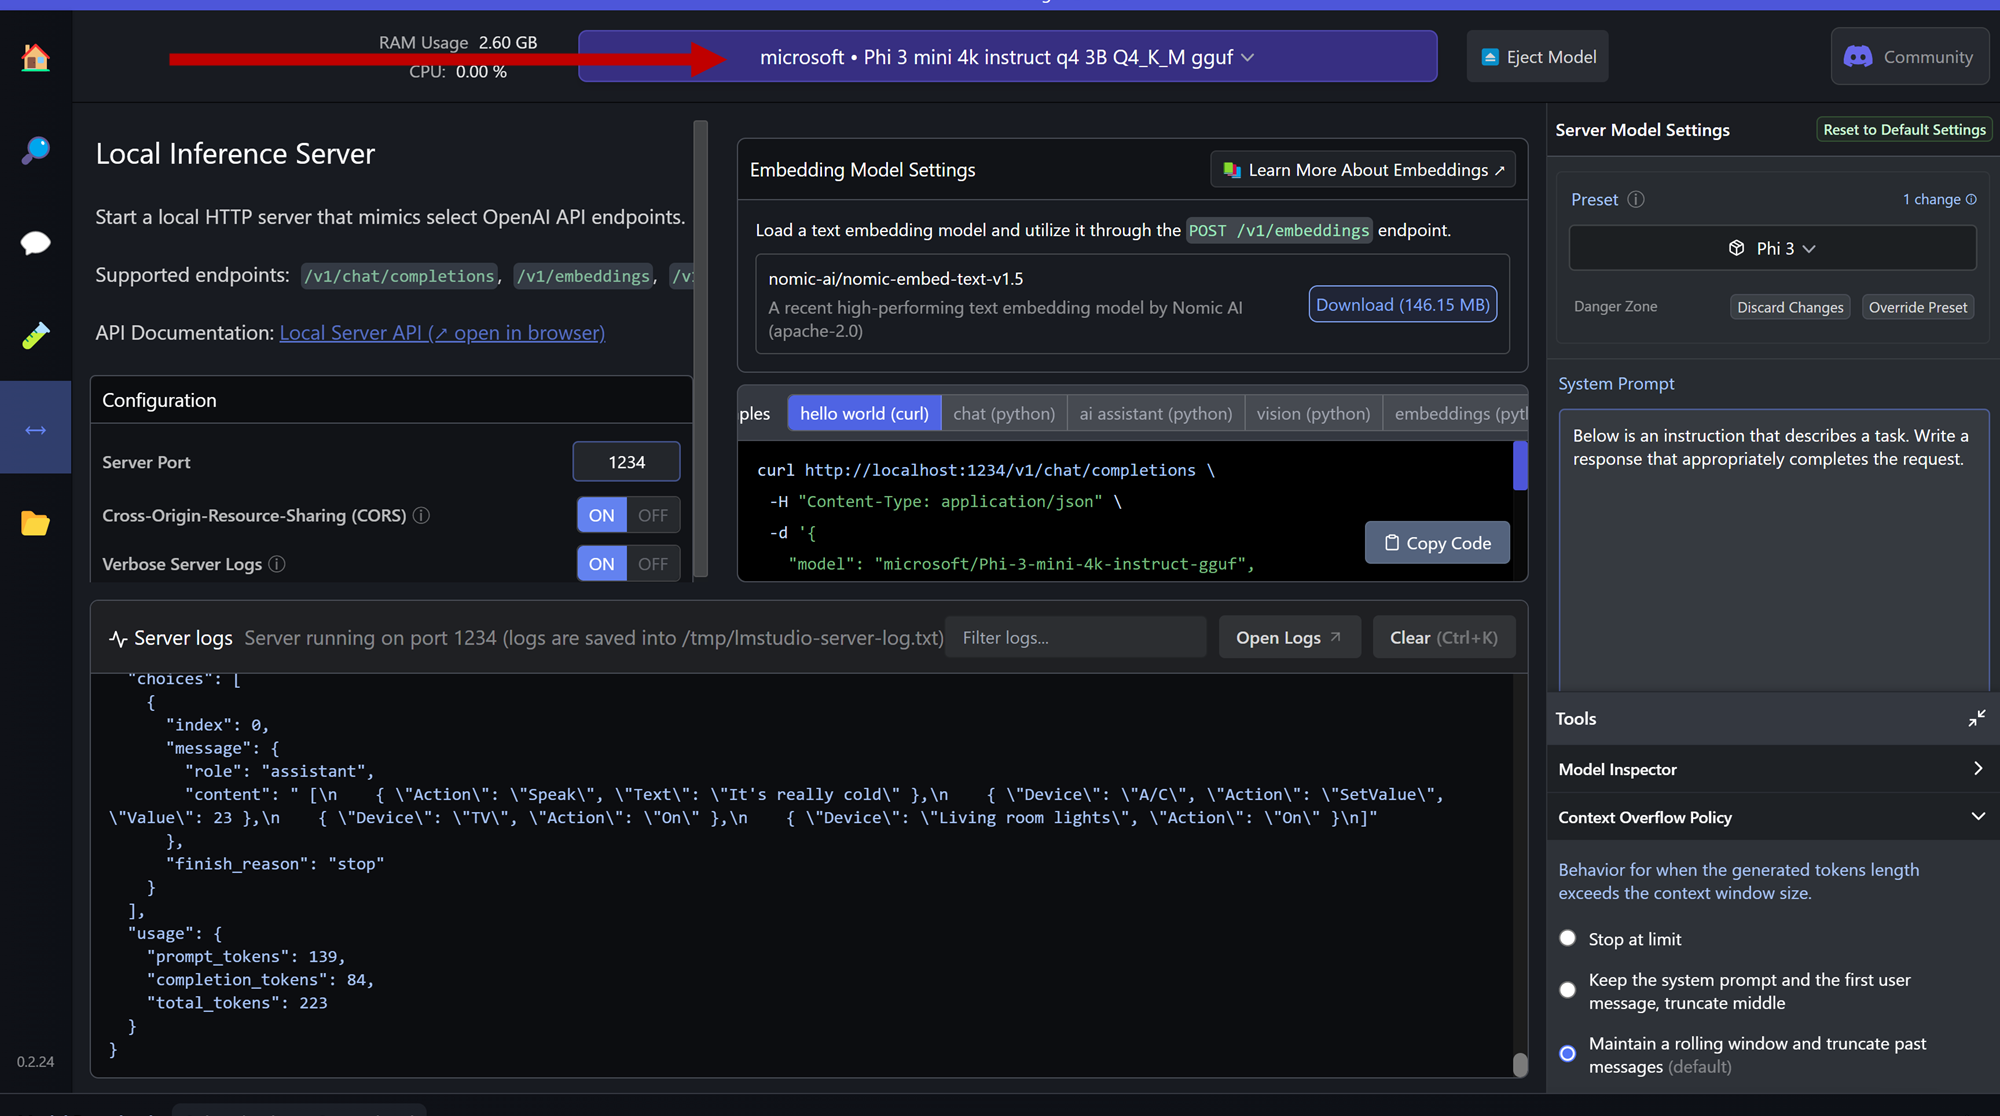 RAM Usage 2.60 GB
CPU: 0.00 %
microsoft • Phi 3 mini 4k instruct q4 3B Q4_K_M gguf
Eject Model
Community
Local Inference Server
Start a local HTTP server that mimics select OpenAI API endpoints.
Supported endpoints: /v1/chat/completions, /v1/embeddings,
API Documentation: Local Server API (↗ open in browser)
Configuration
Server Port 1234
Cross-Origin-Resource-Sharing (CORS) ON OFF
Verbose Server Logs ON OFF
Embedding Model Settings
Learn More About Embeddings ↗
Load a text embedding model and utilize it through the POST /v1/embeddings endpoint.
nomic-ai/nomic-embed-text-v1.5
A recent high-performing text embedding model by Nomic AI
(apache-2.0)
Download (146.15 MB)
ples hello world (curl) chat (python) ai assistant (python) vision (python) embeddings (pyt
curl http://localhost:1234/v1/chat/completions \
-H "Content-Type: application/json" \
-d '{
"model": "microsoft/Phi-3-mini-4k-instruct-gguf",
Copy Code
Server logs Server running on port 1234 (logs are saved into /tmp/lmstudio-server-log.txt) Filter logs... Open Logs ↗ Clear (Ctrl+K)
"choices": [
{
"index": 0,
"message": {
"role": "assistant",
"content": " [\n    { \"Action\": \"Speak\", \"Text\": \"It's really cold\" },\n    { \"Device\": \"A/C\", \"Action\": \"SetValue\",
\"Value\": 23 },\n    { \"Device\": \"TV\", \"Action\": \"On\" },\n    { \"Device\": \"Living room lights\", \"Action\": \"On\" }\n]"
},
"finish_reason": "stop"
}
],
"usage": {
"prompt_tokens": 139,
"completion_tokens": 84,
"total_tokens": 223
}
}
0.2.24
Server Model Settings
Reset to Default Settings
Preset 1 change
Phi 3
Danger Zone Discard Changes Override Preset
System Prompt
Below is an instruction that describes a task. Write a
response that appropriately completes the request.
Tools
Model Inspector
Context Overflow Policy
Behavior for when the generated tokens length
exceeds the context window size.
Stop at limit
Keep the system prompt and the first user
message, truncate middle
Maintain a rolling window and truncate past
messages (default)